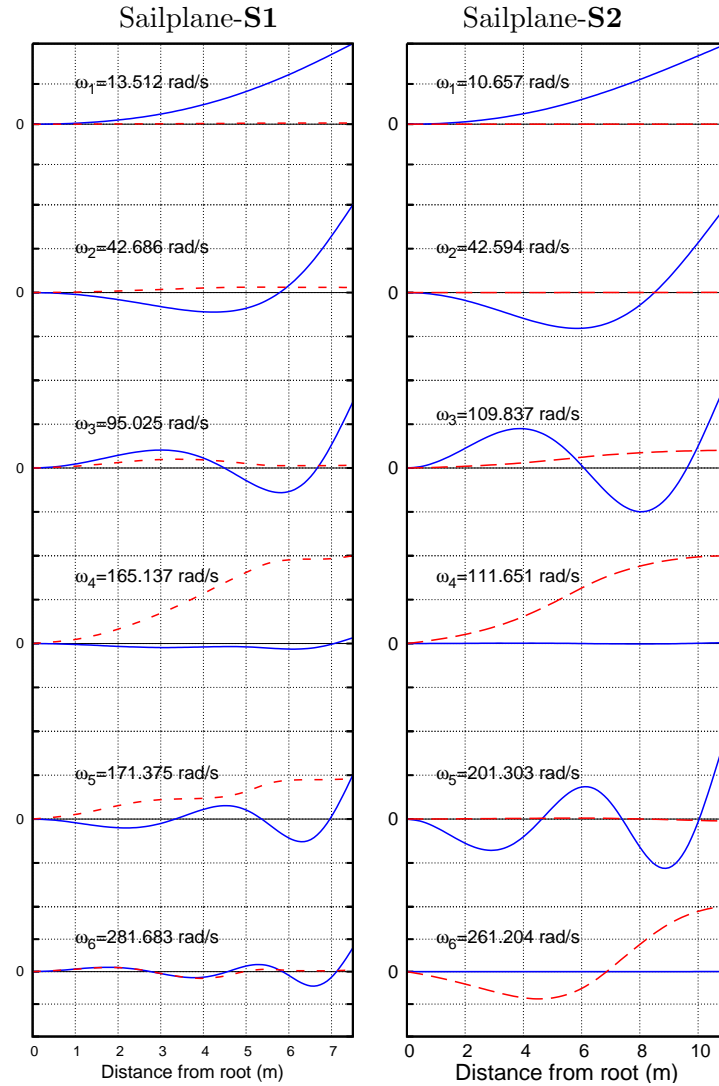 Sailplane-S1 Sailplane-S2
ω1=13.512 rad/s
0
ω2=42.686 rad/s
0
ω3=95.025 rad/s
0
ω4=165.137 rad/s
0
ω5=171.375 rad/s
0
ω6=281.683 rad/s
0
0 1 2 3 4 5 6 7
Distance from root (m)
ω1=10.657 rad/s
0
ω2=42.594 rad/s
0
ω3=109.837 rad/s
0
ω4=111.651 rad/s
0
ω5=201.303 rad/s
0
ω6=261.204 rad/s
0
0 2 4 6 8 10
Distance from root (m)